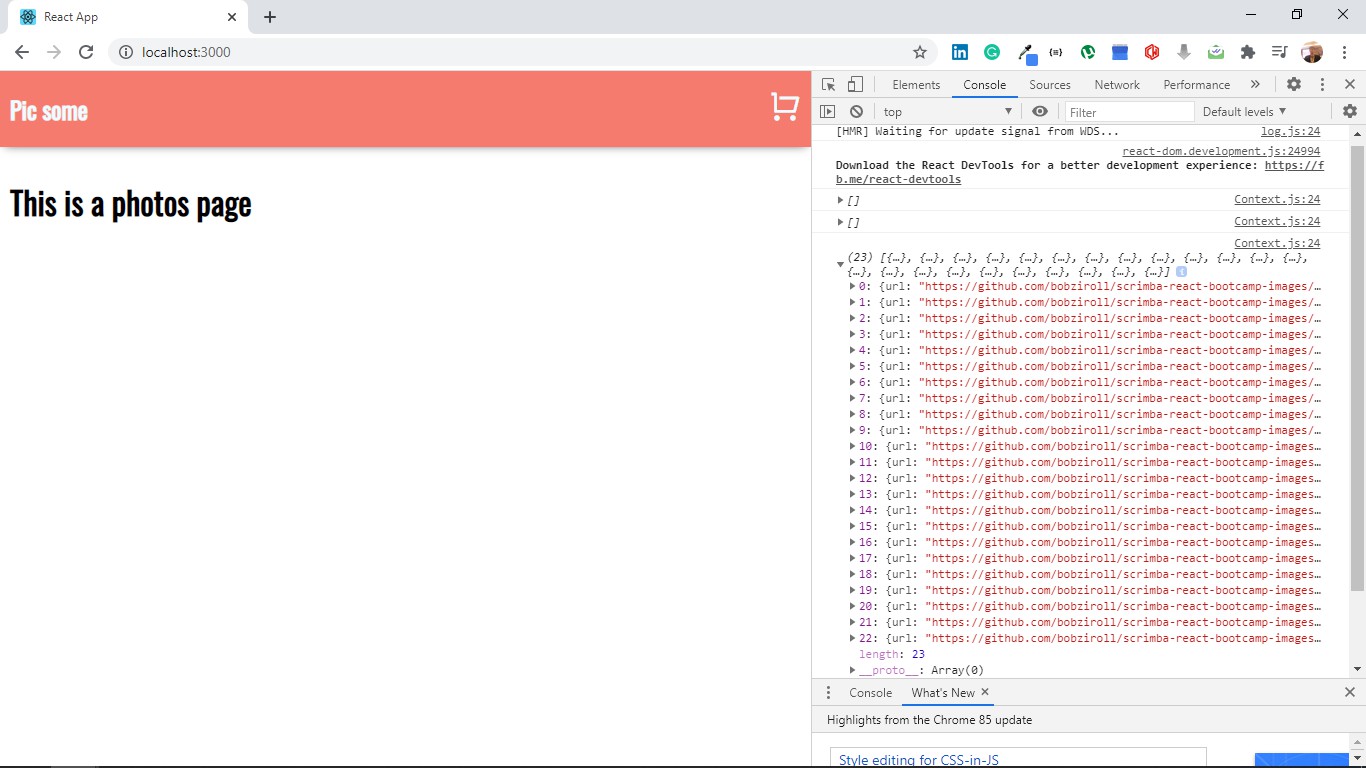 React App
localhost:3000
Pic some
This is a photos page
Elements Console Sources Network Performance
top Filter Default levels
[HMR] Waiting for update signal from WDS... log.js:24
react-dom.development.js:24994
Download the React DevTools for a better development experience: https://f
b.me/react-devtools
[] Context.js:24
[] Context.js:24
Context.js:24
(23) [{…}, {…}, {…}, {…}, {…}, {…}, {…}, {…}, {…}, {…}, {…}, {…}, {…},
{…}, {…}, {…}, {…}, {…}, {…}, {…}, {…}, {…}, {…}] i
0: {url: "https://github.com/bobziroll/scrimba-react-bootcamp-images/…
1: {url: "https://github.com/bobziroll/scrimba-react-bootcamp-images/…
2: {url: "https://github.com/bobziroll/scrimba-react-bootcamp-images/…
3: {url: "https://github.com/bobziroll/scrimba-react-bootcamp-images/…
4: {url: "https://github.com/bobziroll/scrimba-react-bootcamp-images/…
5: {url: "https://github.com/bobziroll/scrimba-react-bootcamp-images/…
6: {url: "https://github.com/bobziroll/scrimba-react-bootcamp-images/…
7: {url: "https://github.com/bobziroll/scrimba-react-bootcamp-images/…
8: {url: "https://github.com/bobziroll/scrimba-react-bootcamp-images/…
9: {url: "https://github.com/bobziroll/scrimba-react-bootcamp-images/…
10: {url: "https://github.com/bobziroll/scrimba-react-bootcamp-images…
11: {url: "https://github.com/bobziroll/scrimba-react-bootcamp-images…
12: {url: "https://github.com/bobziroll/scrimba-react-bootcamp-images…
13: {url: "https://github.com/bobziroll/scrimba-react-bootcamp-images…
14: {url: "https://github.com/bobziroll/scrimba-react-bootcamp-images…
15: {url: "https://github.com/bobziroll/scrimba-react-bootcamp-images…
16: {url: "https://github.com/bobziroll/scrimba-react-bootcamp-images…
17: {url: "https://github.com/bobziroll/scrimba-react-bootcamp-images…
18: {url: "https://github.com/bobziroll/scrimba-react-bootcamp-images…
19: {url: "https://github.com/bobziroll/scrimba-react-bootcamp-images…
20: {url: "https://github.com/bobziroll/scrimba-react-bootcamp-images…
21: {url: "https://github.com/bobziroll/scrimba-react-bootcamp-images…
22: {url: "https://github.com/bobziroll/scrimba-react-bootcamp-images…
length: 23
__proto__: Array(0)
Console What's New
Highlights from the Chrome 85 update
Style editing for CSS-in-JS